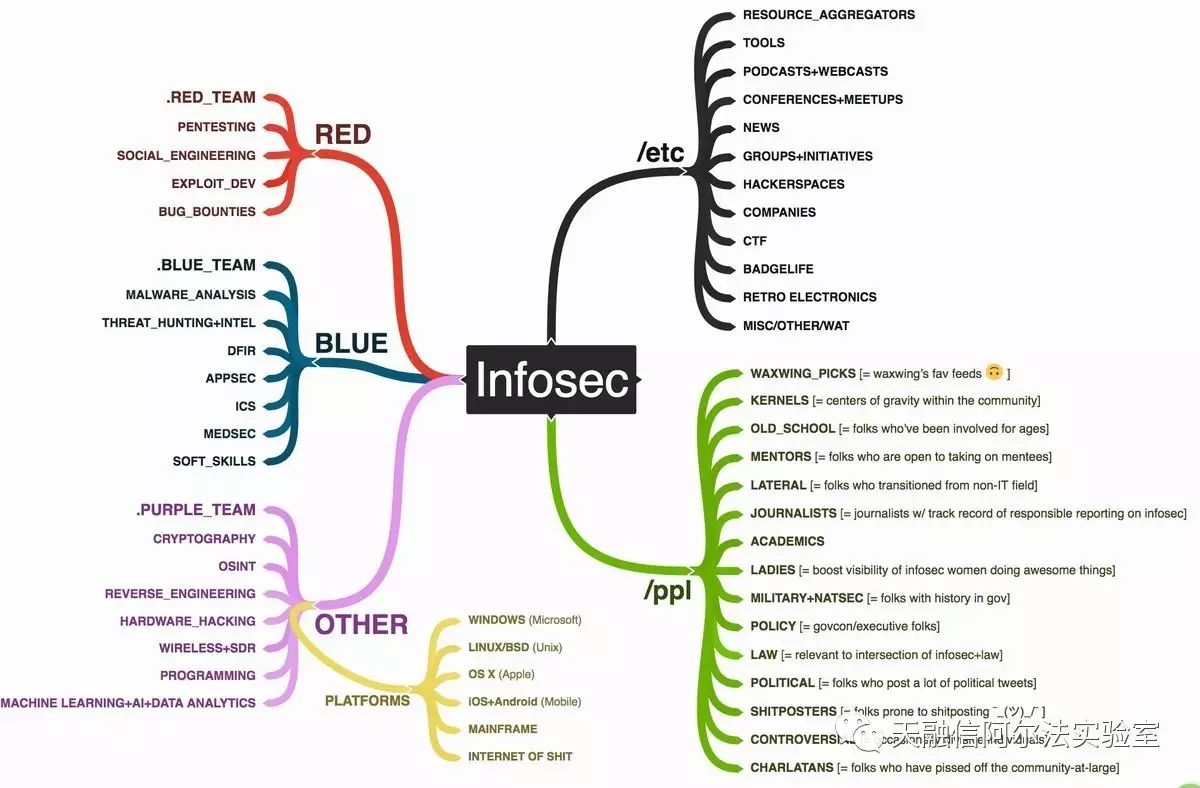 Infosec
RED
.RED_TEAM
PENTESTING
SOCIAL_ENGINEERING
EXPLOIT_DEV
BUG_BOUNTIES
BLUE
.BLUE_TEAM
MALWARE_ANALYSIS
THREAT_HUNTING+INTEL
DFIR
APPSEC
ICS
MEDSEC
SOFT_SKILLS
OTHER
.PURPLE_TEAM
CRYPTOGRAPHY
OSINT
REVERSE_ENGINEERING
HARDWARE_HACKING
WIRELESS+SDR
PROGRAMMING
MACHINE LEARNING+AI+DATA ANALYTICS
PLATFORMS
WINDOWS (Microsoft)
LINUX/BSD (Unix)
OS X (Apple)
IOS+Android (Mobile)
MAINFRAME
INTERNET OF SHIT
/etc
RESOURCE_AGGREGATORS
TOOLS
PODCASTS+WEBCASTS
CONFERENCES+MEETUPS
NEWS
GROUPS+INITIATIVES
HACKERSPACES
COMPANIES
CTF
BADGELIFE
RETRO ELECTRONICS
MISC/OTHER/WAT
/ppl
WAXWING_PICKS [= waxwing's fav feeds 🙃 ]
KERNELS [= centers of gravity within the community]
OLD_SCHOOL [= folks who've been involved for ages]
MENTORS [= folks who are open to taking on mentees]
LATERAL [= folks who transitioned from non-IT field]
JOURNALISTS [= journalists w/ track record of responsible reporting on infosec]
ACADEMICS
LADIES [= boost visibility of infosec women doing awesome things]
MILITARY+NATSEC [= folks with history in gov]
POLICY [= govcon/executive folks]
LAW [= relevant to intersection of infosec+law]
POLITICAL [= folks who post a lot of political tweets]
SHITPOSTERS [= folks prone to shitposting ¯_(ツ)_/¯ ]
CHARLATANS [= folks who have pissed off the community-at-large]
天融信阿尔法实验室